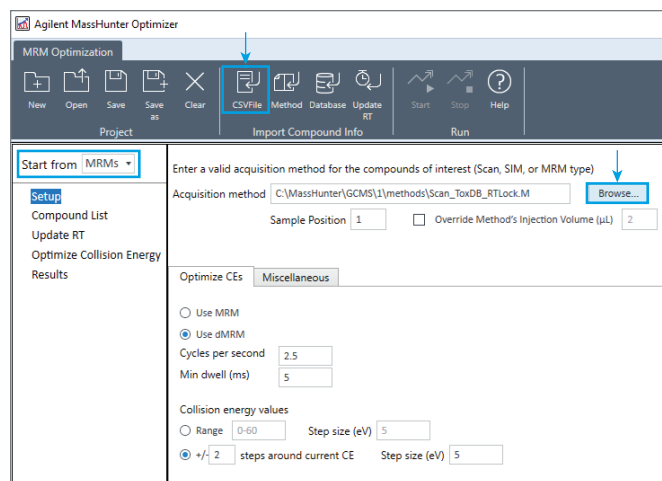 Agilent MassHunter Optimizer
MRM Optimization
New Open Save Save as Clear CSVFile Method Database Update RT Start Stop Help
Project Import Compound Info Run
Start from MRMs
Setup
Compound List
Update RT
Optimize Collision Energy
Results
Enter a valid acquisition method for the compounds of interest (Scan, SIM, or MRM type)
Acquisition method C:\MassHunter\GCMS\1\methods\Scan_ToxDB_RTLock.M Browse...
Sample Position 1 Override Method's Injection Volume (µL) 2
Optimize CEs Miscellaneous
Use MRM
Use dMRM
Cycles per second 2.5
Min dwell (ms) 5
Collision energy values
Range 0-60 Step size (eV) 5
+/- 2 steps around current CE Step size (eV) 5